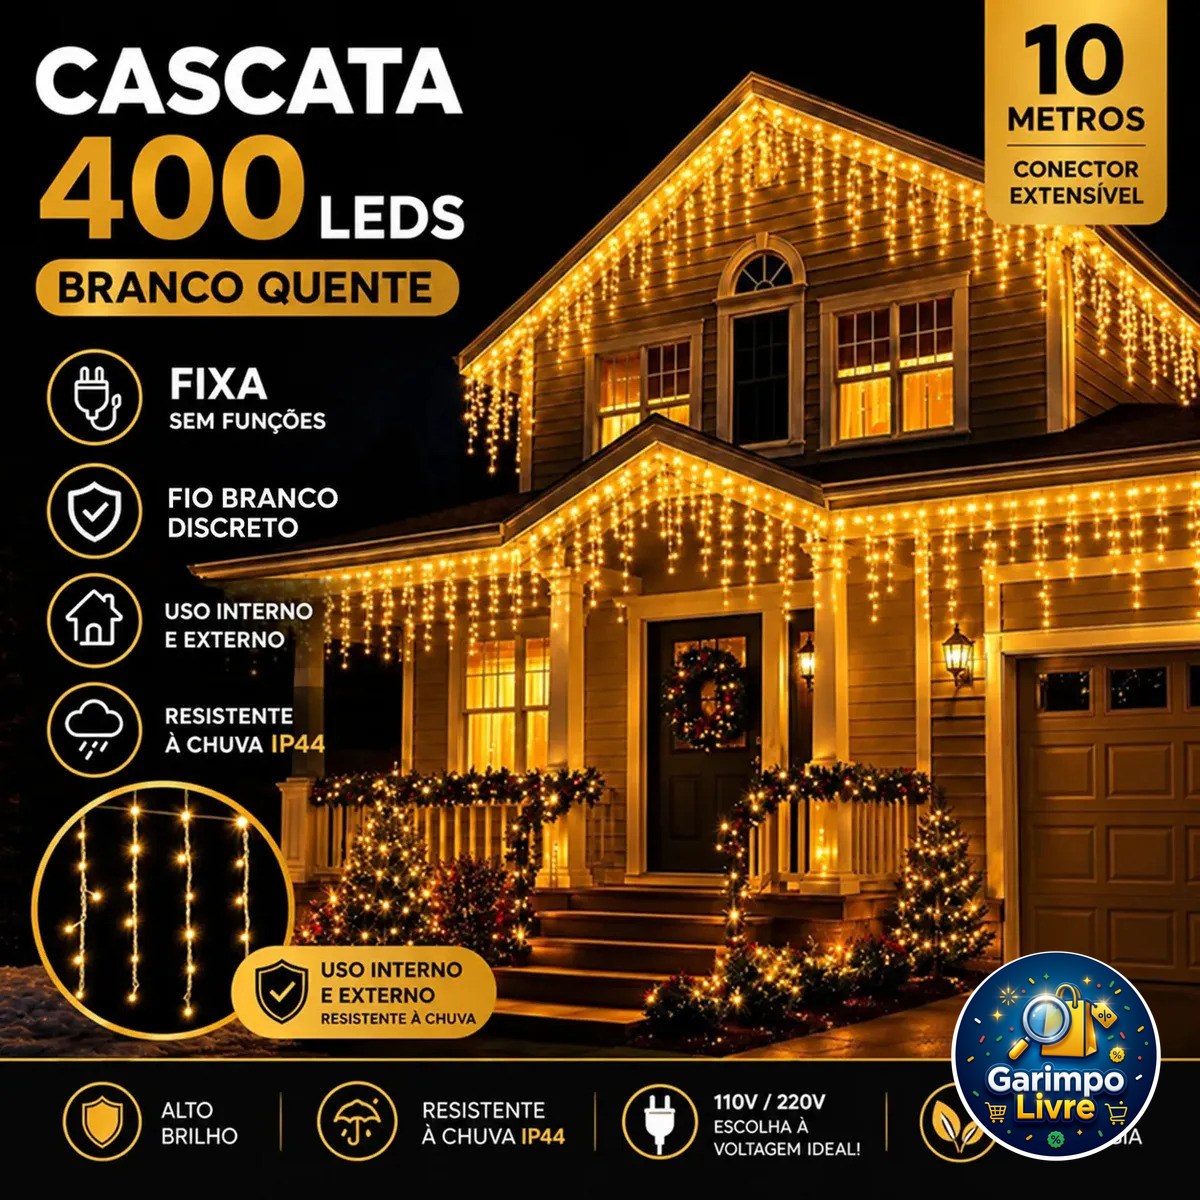 CASCATA
400 LEDS
BRANCO QUENTE
10
METROS
CONECTOR
EXTENSÍVEL
FIXA
SEM FUNÇÕES
FIO BRANCO
DISCRETO
USO INTERNO
E EXTERNO
RESISTENTE
À CHUVA IP44
USO INTERNO
E EXTERNO
RESISTENTE À CHUVA
ALTO
BRILHO
RESISTENTE
À CHUVA IP44
110V / 220V
ESCOLHA À
VOLTAGEM IDEAL!
Garimpo
Livre